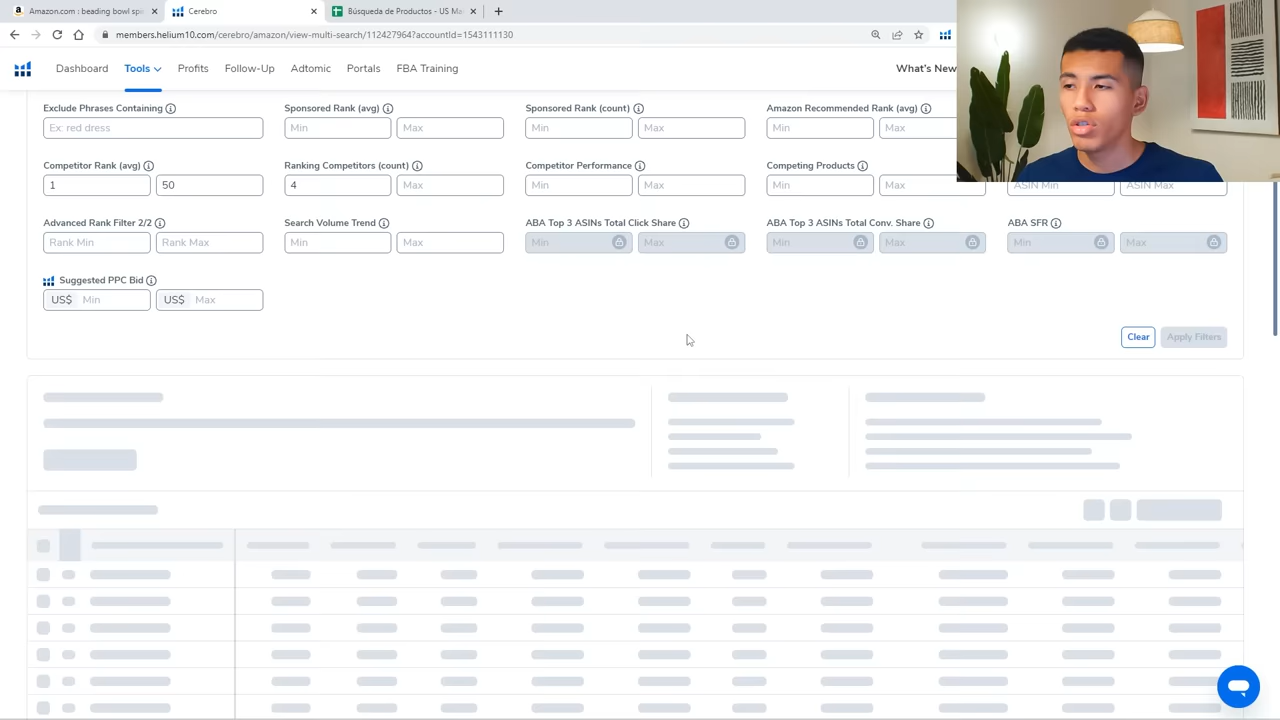 Amazon.com : beading bowl spi
Cerebro
Búsqueda de Productos - US Ma
members.helium10.com/cerebro/amazon/view-multi-search/112427964?accountId=1543111130
Dashboard Tools Profits Follow-Up Adtomic Portals FBA Training What's New
Exclude Phrases Containing Sponsored Rank (avg) Sponsored Rank (count) Amazon Recommended Rank (avg)
Ex: red dress Min Max Min Max Min Max
Competitor Rank (avg) Ranking Competitors (count) Competitor Performance Competing Products
1 50 4 Max Min Max Min Max ASIN Min ASIN Max
Advanced Rank Filter 2/2 Search Volume Trend ABA Top 3 ASINs Total Click Share ABA Top 3 ASINs Total Conv. Share ABA SFR
Rank Min Rank Max Min Max Min Max Min Max Min Max
Suggested PPC Bid
US$ Min US$ Max
Clear Apply Filters